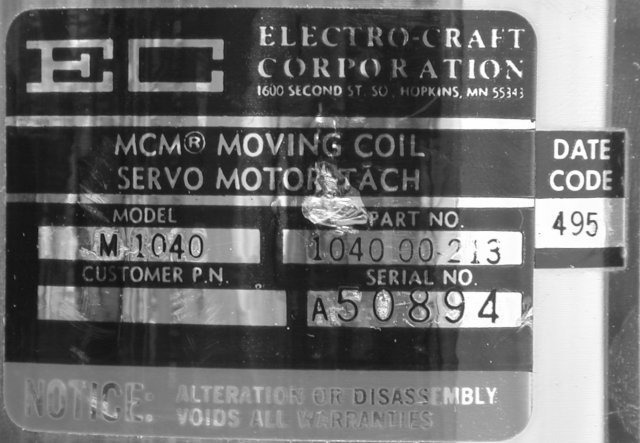 EC
ELECTRO-CRAFT
CORPORATION
1600 SECOND ST. SO., HOPKINS, MN 55343
MCM® MOVING COIL
SERVO MOTOR-TACH
DATE
CODE
495
MODEL PART NO.
M-1040 1040 00-213
CUSTOMER P.N. SERIAL NO.
A50894
NOTICE: ALTERATION OR DISASSEMBLY
VOIDS ALL WARRANTIES